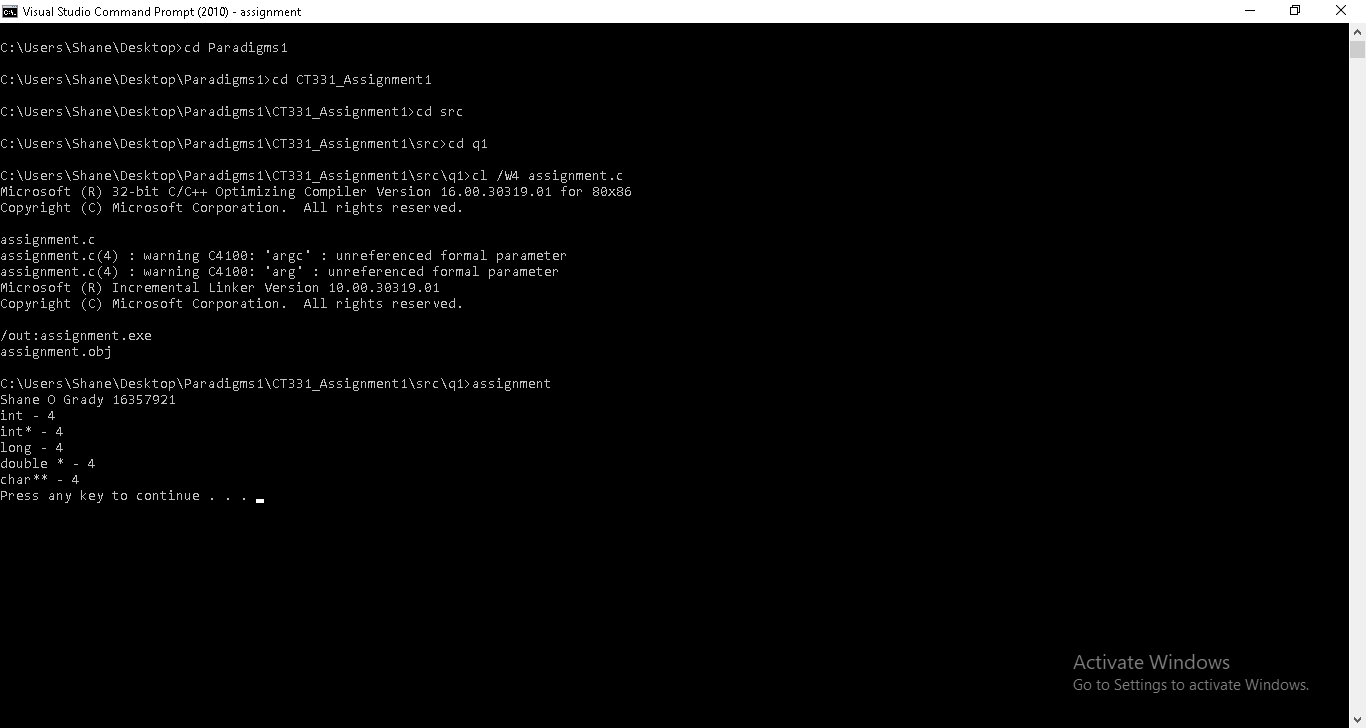 Visual Studio Command Prompt (2010) - assignment
C:\Users\Shane\Desktop>cd Paradigms1
C:\Users\Shane\Desktop\Paradigms1>cd CT331_Assignment1
C:\Users\Shane\Desktop\Paradigms1\CT331_Assignment1>cd src
C:\Users\Shane\Desktop\Paradigms1\CT331_Assignment1\src>cd q1
C:\Users\Shane\Desktop\Paradigms1\CT331_Assignment1\src\q1>cl /W4 assignment.c
Microsoft (R) 32-bit C/C++ Optimizing Compiler Version 16.00.30319.01 for 80x86
Copyright (C) Microsoft Corporation.  All rights reserved.
assignment.c
assignment.c(4) : warning C4100: 'argc' : unreferenced formal parameter
assignment.c(4) : warning C4100: 'arg' : unreferenced formal parameter
Microsoft (R) Incremental Linker Version 10.00.30319.01
Copyright (C) Microsoft Corporation.  All rights reserved.
/out:assignment.exe
assignment.obj
C:\Users\Shane\Desktop\Paradigms1\CT331_Assignment1\src\q1>assignment
Shane O Grady 16357921
int - 4
int* - 4
long - 4
double * - 4
char** - 4
Press any key to continue . . .
Activate Windows
Go to Settings to activate Windows.